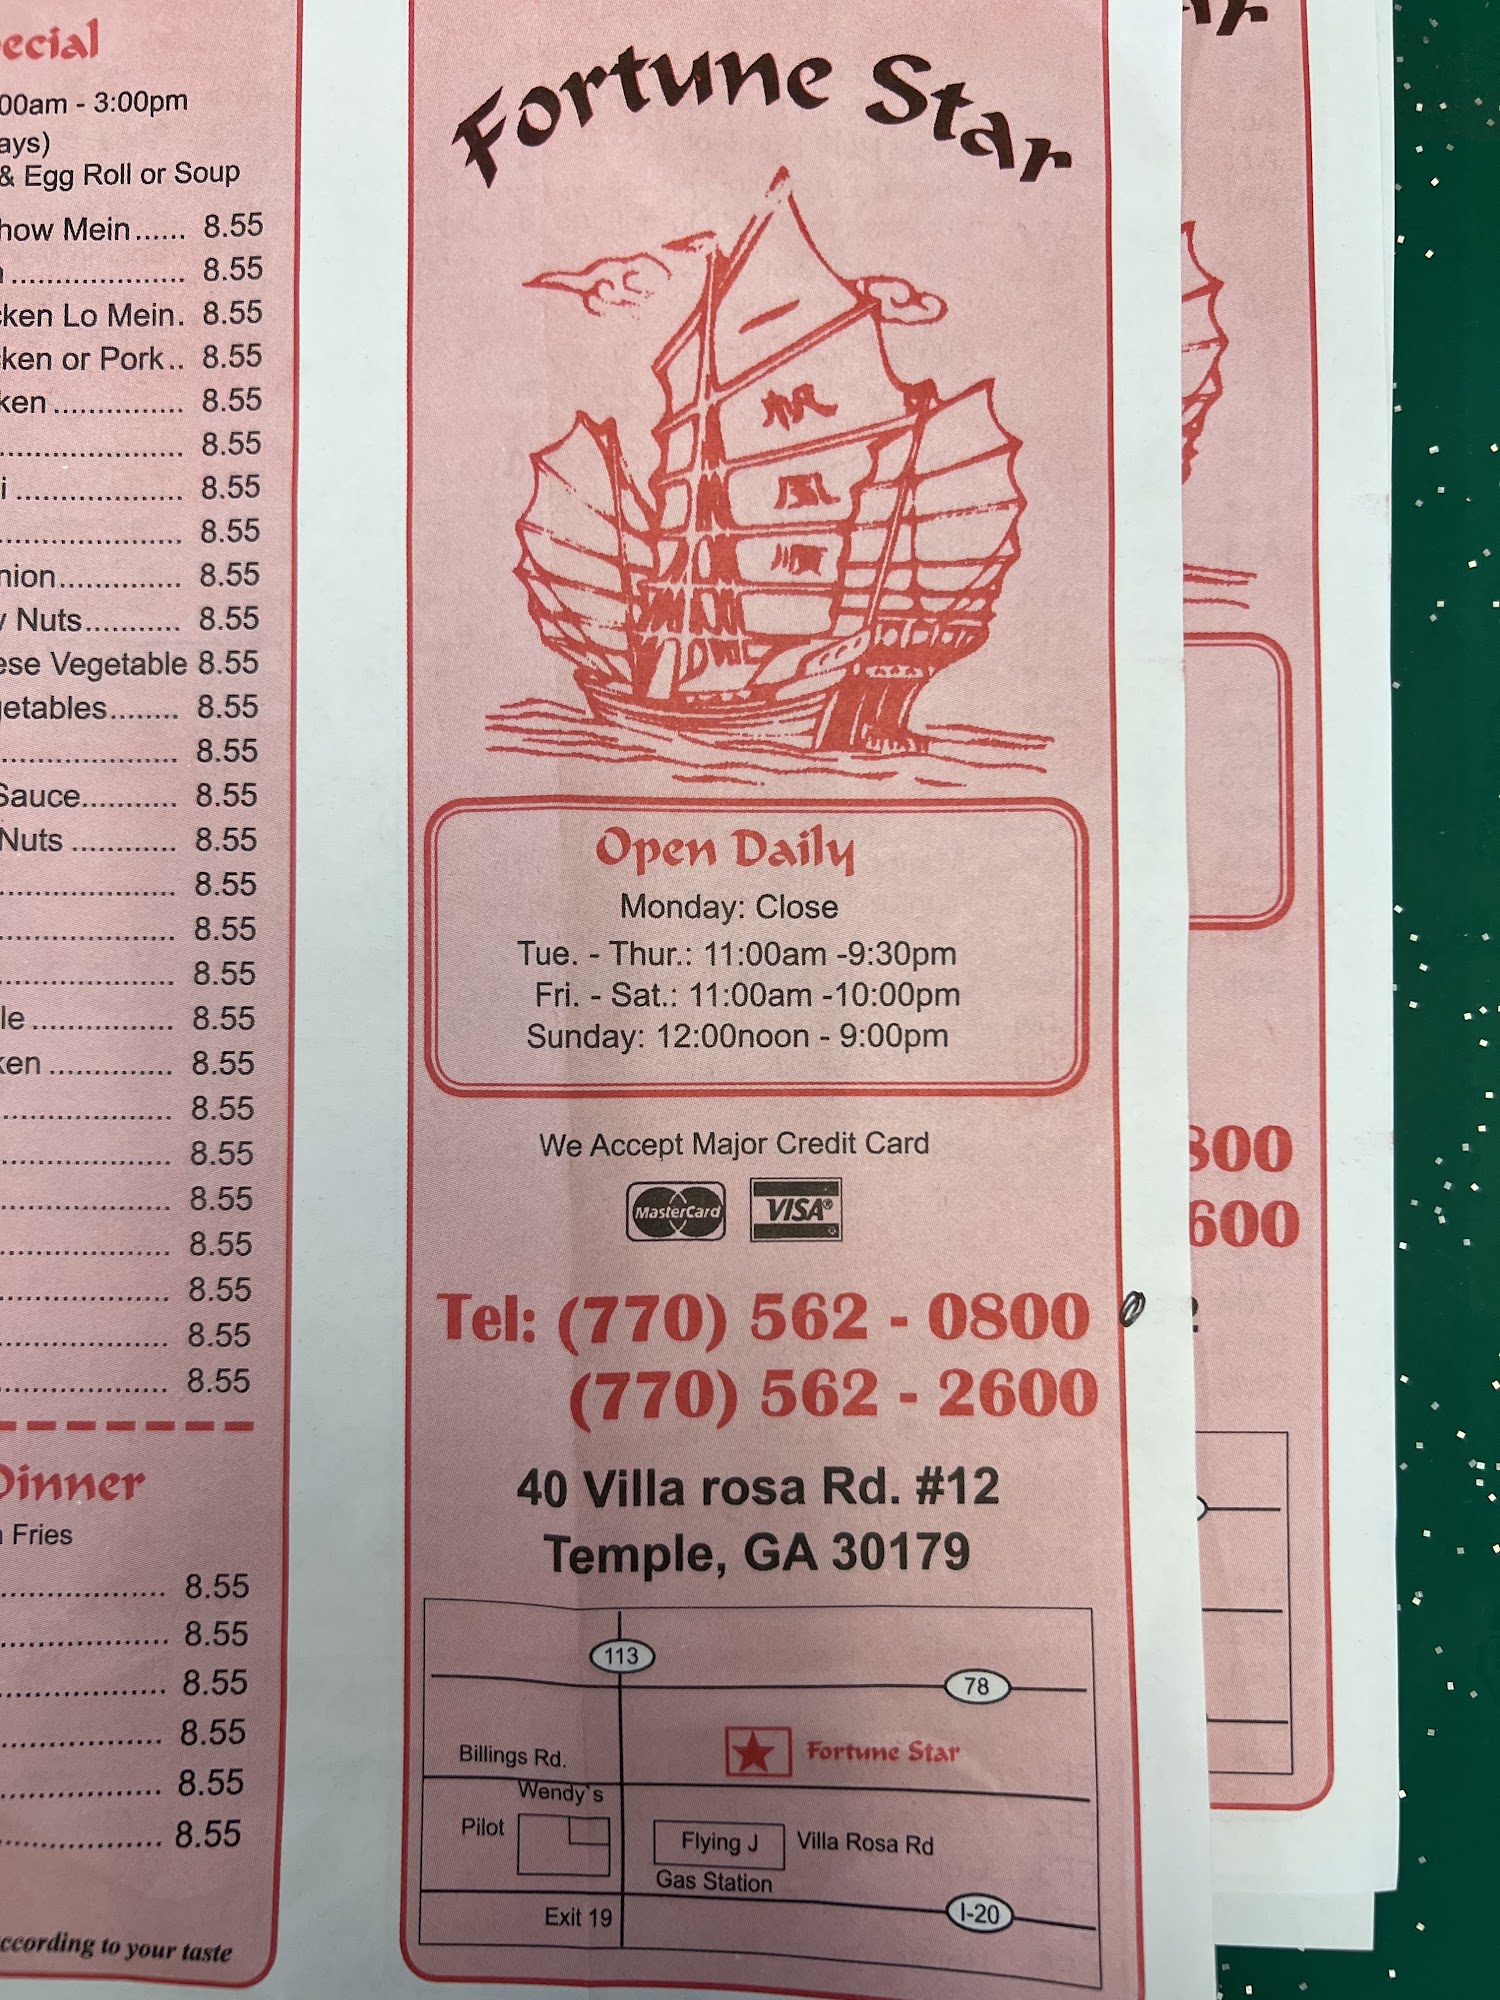 ecial
00am - 3:00pm
ays)
& Egg Roll or Soup
how Mein...... 8.55
.................... 8.55
cken Lo Mein. 8.55
cken or Pork.. 8.55
ken............... 8.55
..................... 8.55
i ................... 8.55
..................... 8.55
nion.............. 8.55
Nuts........... 8.55
ese Vegetable 8.55
getables........ 8.55
.................... 8.55
Sauce........... 8.55
Nuts ............ 8.55
.................... 8.55
.................... 8.55
.................... 8.55
le................ 8.55
ken .............. 8.55
.................... 8.55
.................... 8.55
.................... 8.55
.................... 8.55
.................... 8.55
.................... 8.55
.................... 8.55
Dinner
Fries
................... 8.55
................... 8.55
................... 8.55
................... 8.55
................... 8.55
................... 8.55
ccording to your taste
Fortune Star
Open Daily
Monday: Close
Tue. - Thur.: 11:00am -9:30pm
Fri. - Sat.: 11:00am -10:00pm
Sunday: 12:00noon - 9:00pm
We Accept Major Credit Card
MasterCard VISA®
Tel: (770) 562 - 0800
(770) 562 - 2600
40 Villa rosa Rd. #12
Temple, GA 30179
113
78
Fortune Star
Billings Rd.
Wendy`s
Pilot
Flying J
Villa Rosa Rd
Gas Station
I-20
Exit 19
800
600